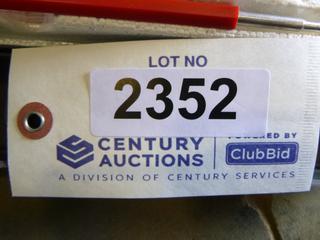 LOT NO
2352
CENTURY
AUCTIONS
POWERED BY
ClubBid
A DIVISION OF CENTURY SERVICES